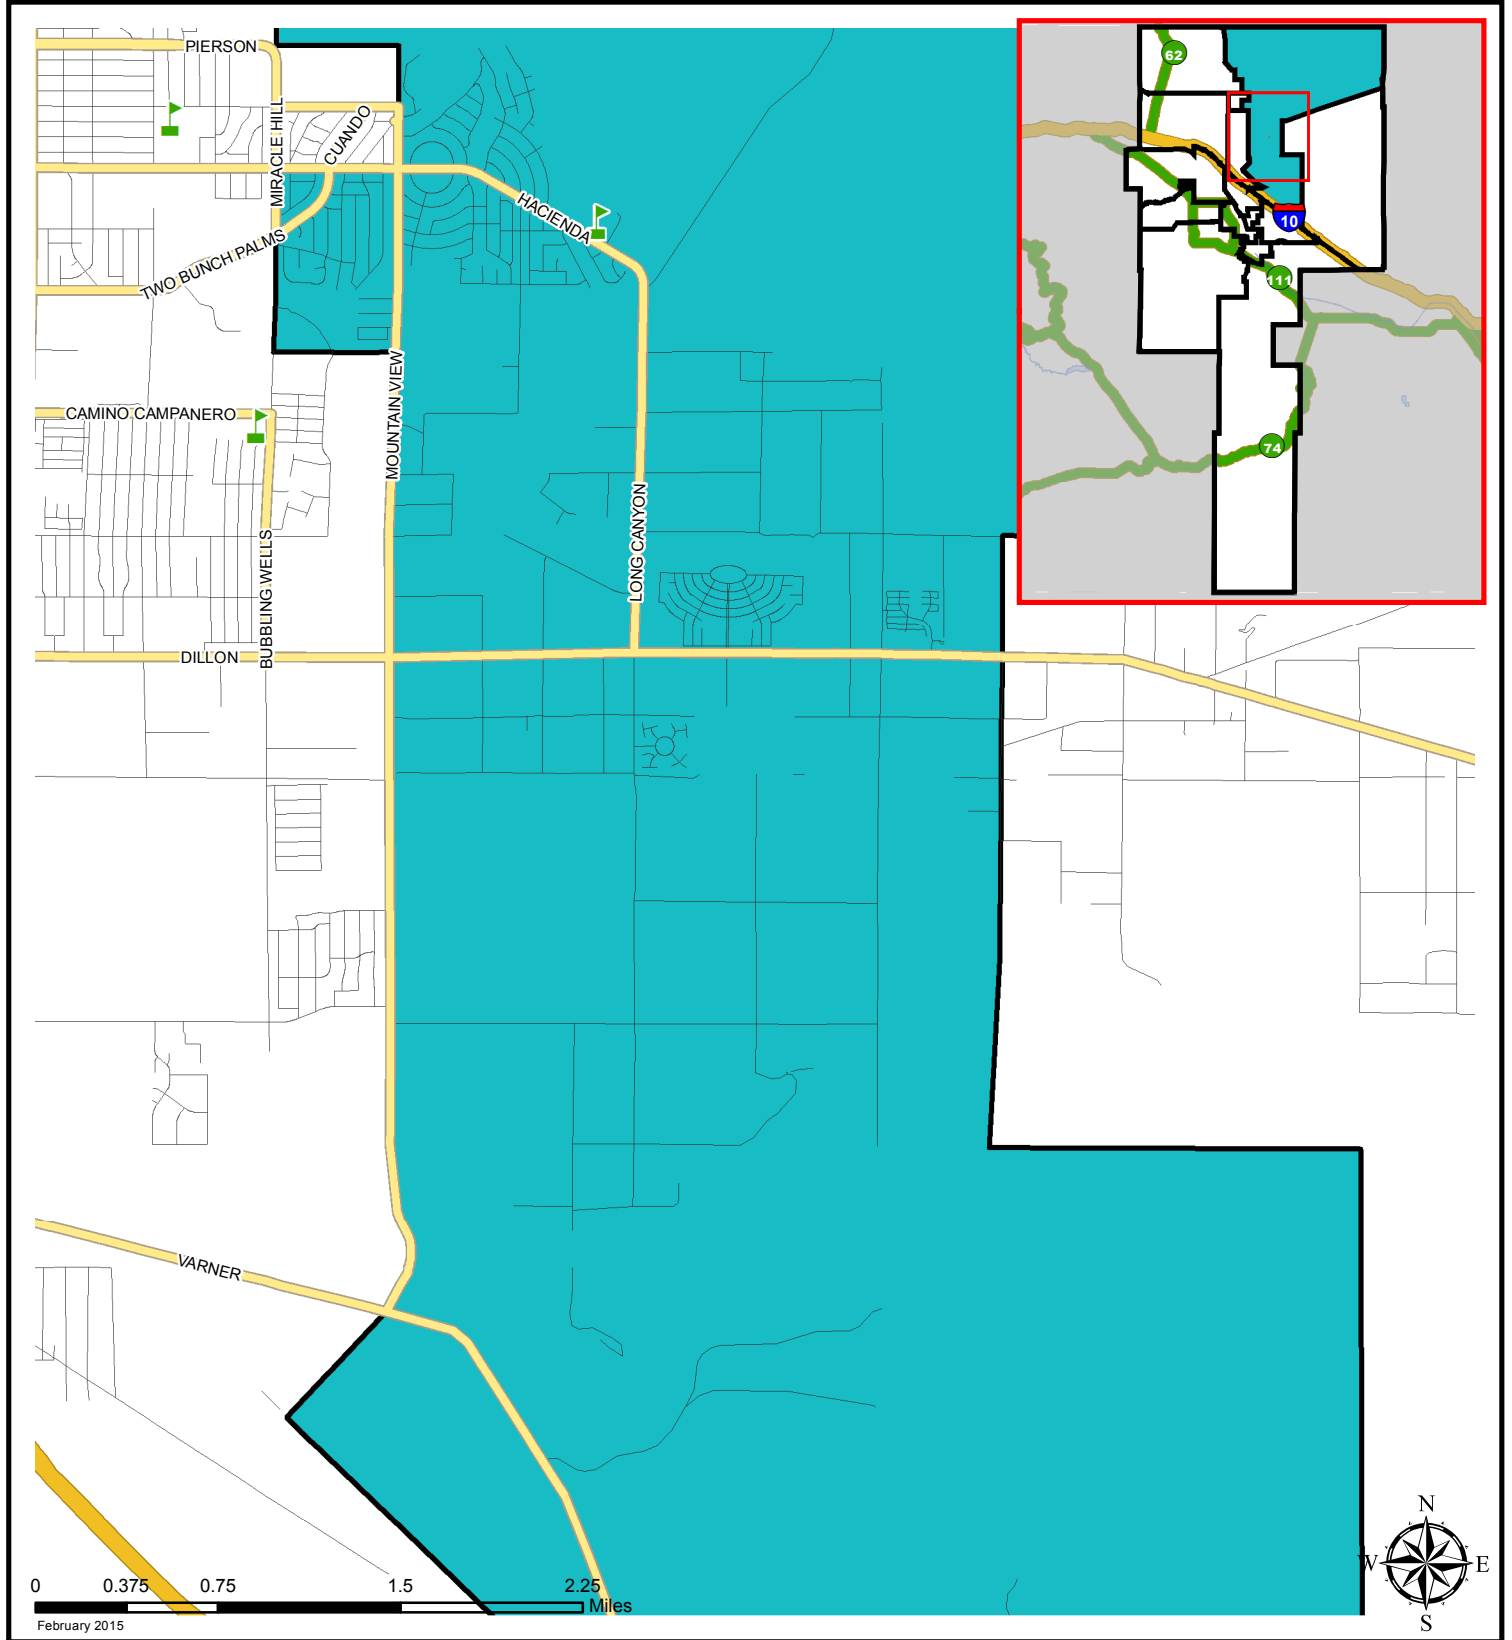 PIERSON
62
CUANDO
MIRACLE HILL
HACIENDA
10
TWO BUNCH PALMS
111
MOUNTAIN VIEW
CAMINO CAMPANERO
74
LONG CANYON
BUBBLING WELLS
DILLON
VARNER
N
W
E
S
0
0.375
0.75
1.5
2.25
Miles
February 2015